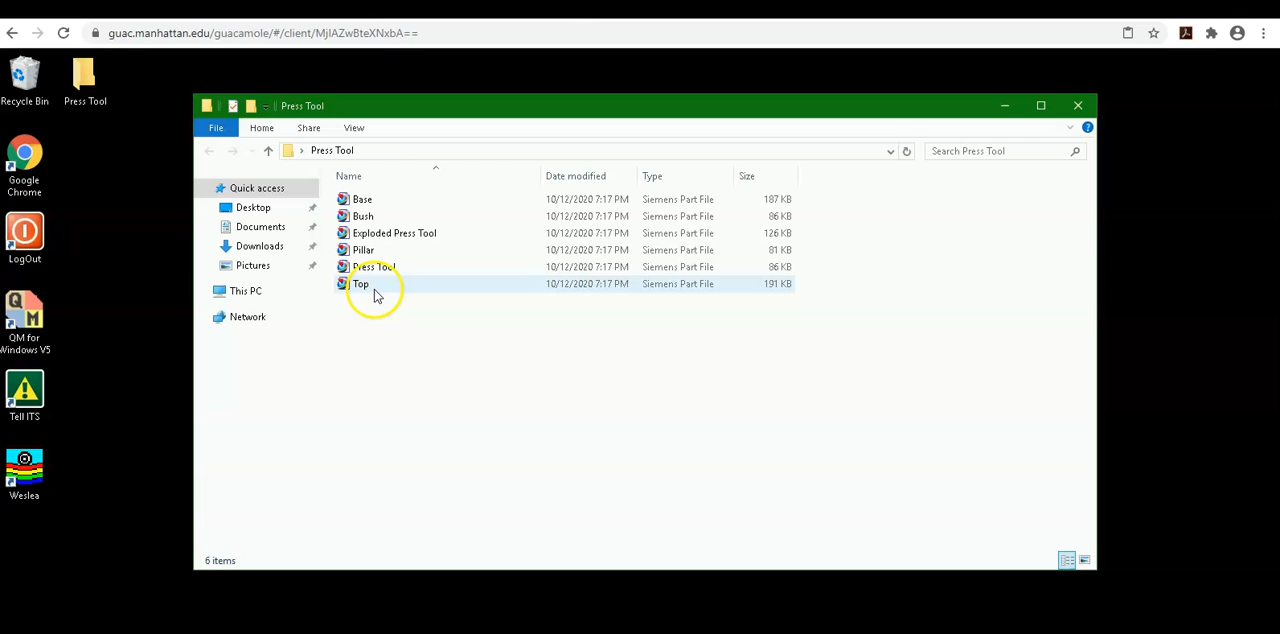 guac.manhattan.edu/guacamole/#/client/MjlAZwBteXNxbA==
Recycle Bin
Press Tool
Google
Chrome
LogOut
QM for
Windows V5
Tell ITS
Weslea
Press Tool
File Home Share View
Press Tool
Search Press Tool
Name Date modified Type Size
Quick access
Desktop
Documents
Downloads
Pictures
This PC
Network
Base 10/12/2020 7:17 PM Siemens Part File 187 KB
Bush 10/12/2020 7:17 PM Siemens Part File 86 KB
Exploded Press Tool 10/12/2020 7:17 PM Siemens Part File 126 KB
Pillar 10/12/2020 7:17 PM Siemens Part File 81 KB
Press Tool 10/12/2020 7:17 PM Siemens Part File 86 KB
Top 10/12/2020 7:17 PM Siemens Part File 191 KB
6 items